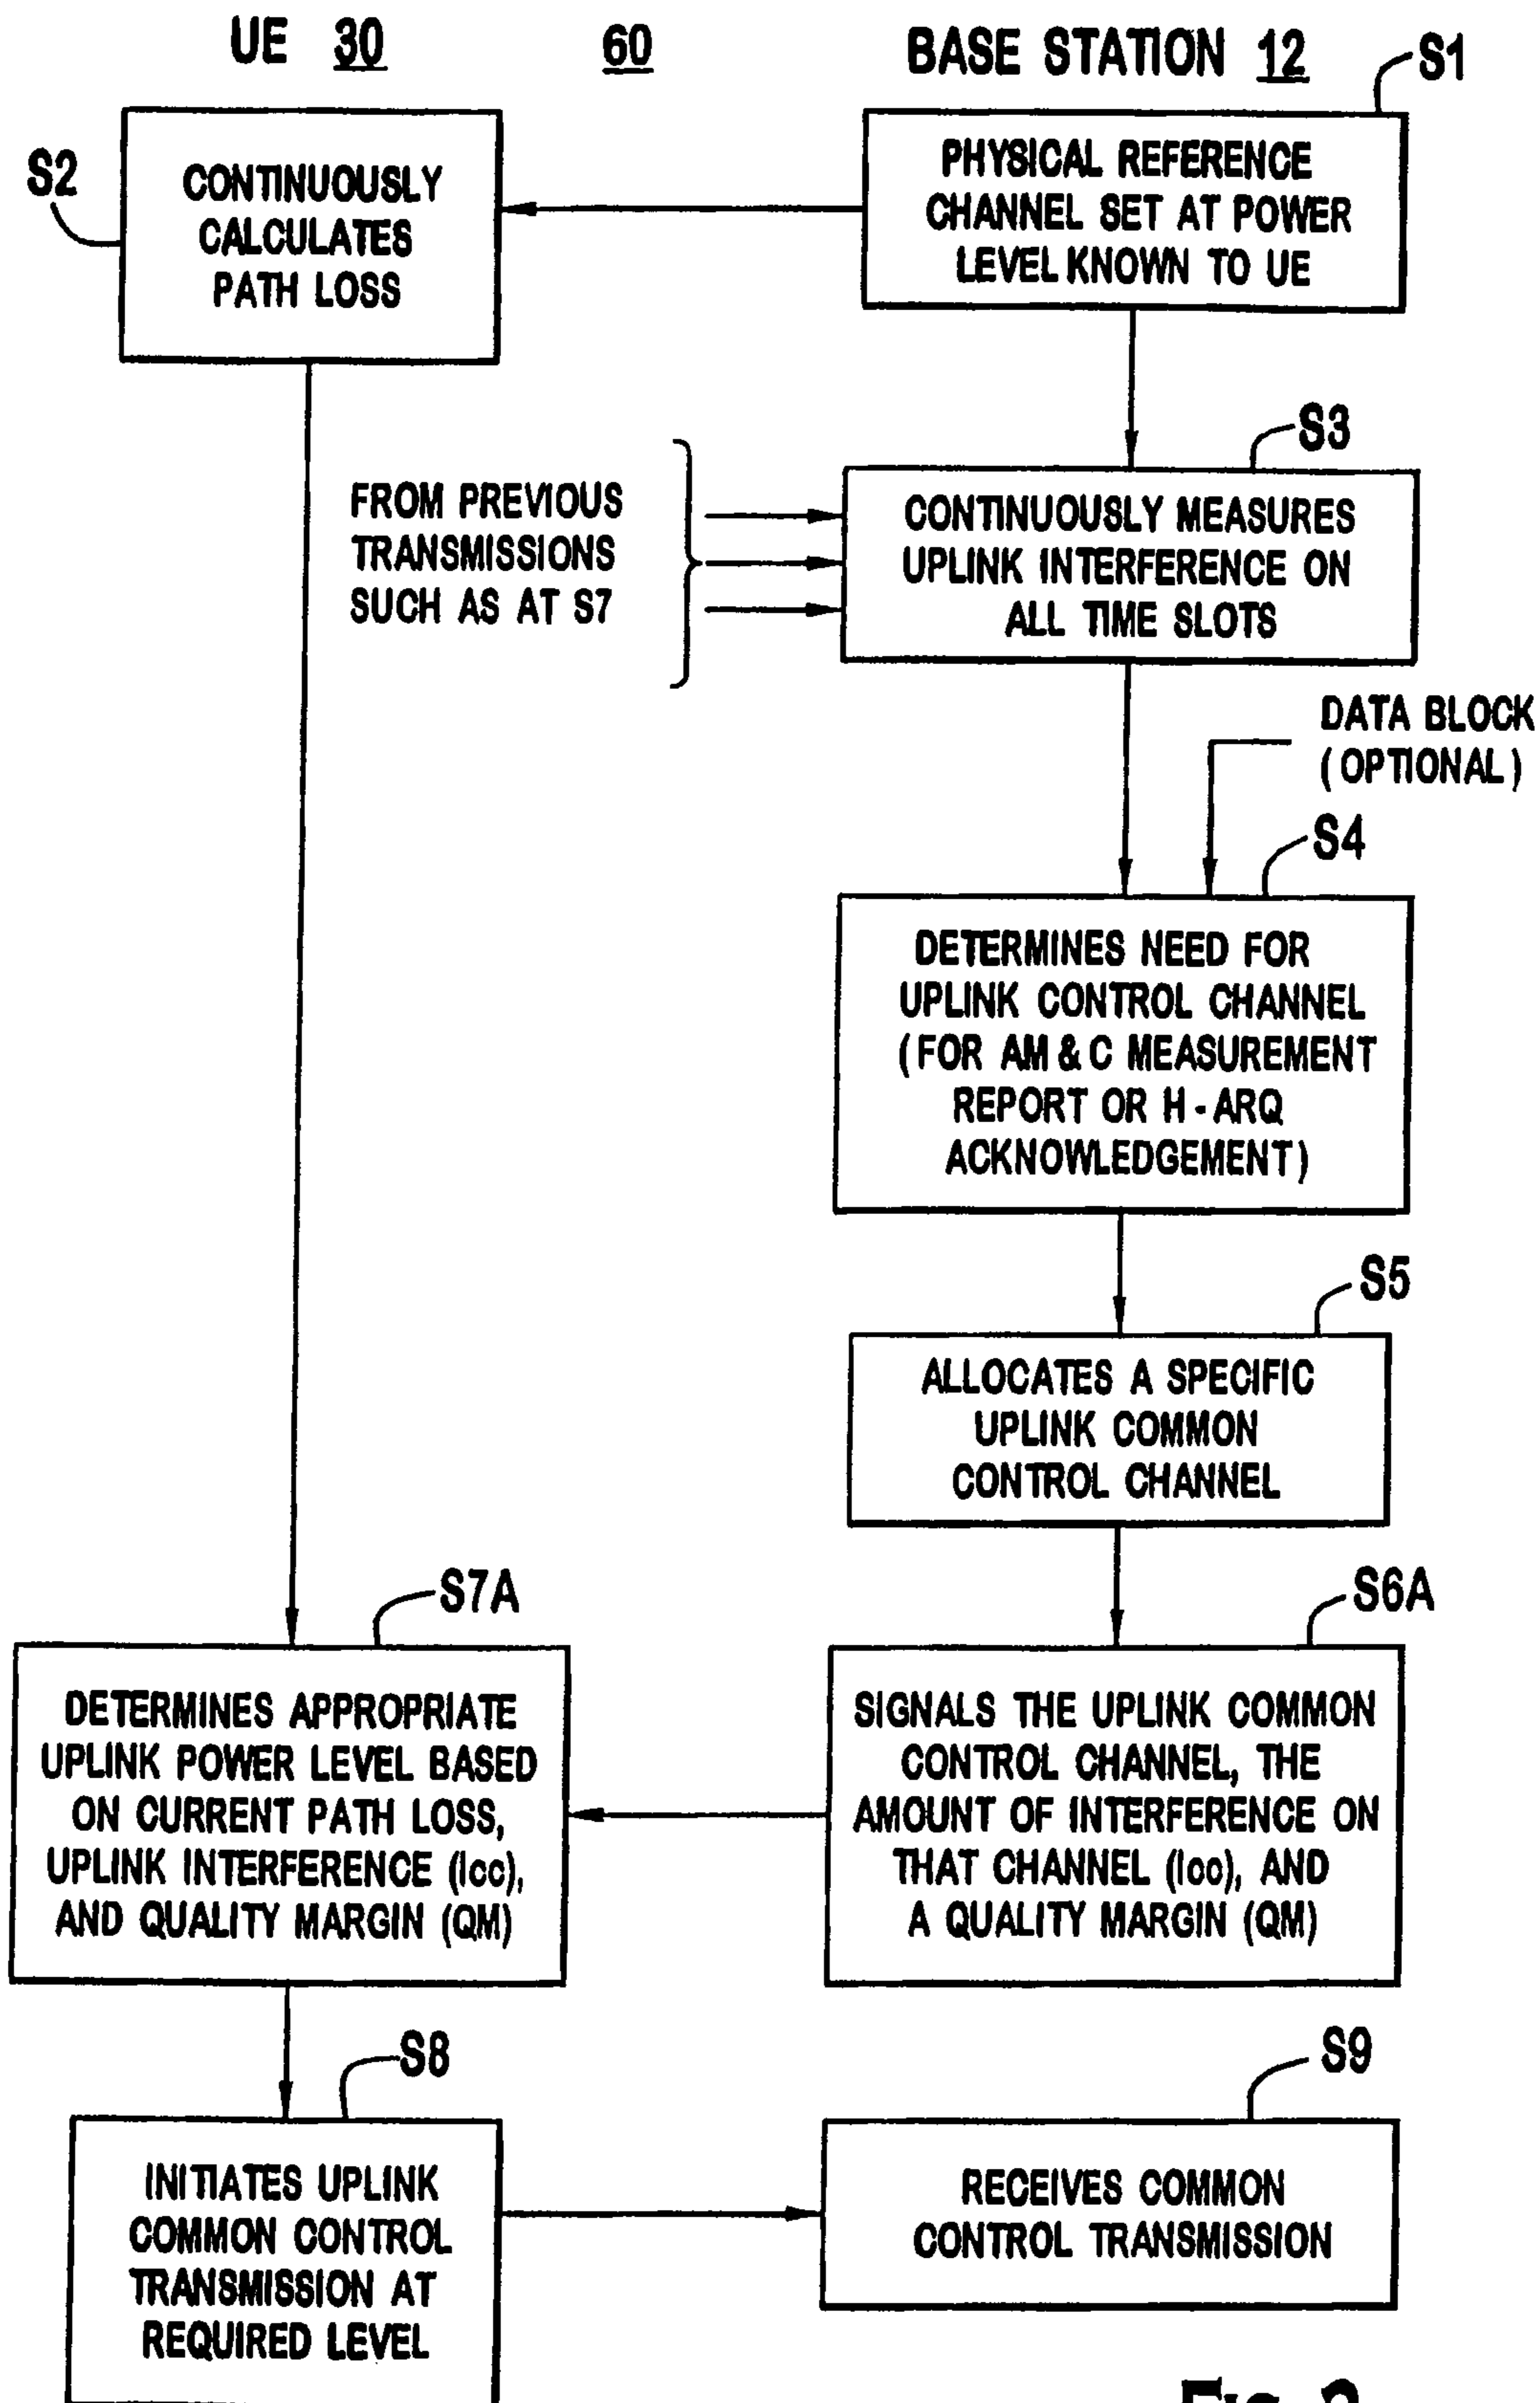 UE 30
60
BASE STATION 12
S1
S2
CONTINUOUSLY
CALCULATES
PATH LOSS
PHYSICAL REFERENCE
CHANNEL SET AT POWER
LEVEL KNOWN TO UE
S3
FROM PREVIOUS
TRANSMISSIONS
SUCH AS AT S7
CONTINUOUSLY MEASURES
UPLINK INTERFERENCE ON
ALL TIME SLOTS
DATA BLOCK
(OPTIONAL)
S4
DETERMINES NEED FOR
UPLINK CONTROL CHANNEL
(FOR AM & C MEASUREMENT
REPORT OR H - ARQ
ACKNOWLEDGEMENT)
S5
ALLOCATES A SPECIFIC
UPLINK COMMON
CONTROL CHANNEL
S7A
S6A
DETERMINES APPROPRIATE
UPLINK POWER LEVEL BASED
ON CURRENT PATH LOSS,
UPLINK INTERFERENCE (Icc),
AND QUALITY MARGIN (QM)
SIGNALS THE UPLINK COMMON
CONTROL CHANNEL, THE
AMOUNT OF INTERFERENCE ON
THAT CHANNEL (Icc), AND
A QUALITY MARGIN (QM)
S8
S9
INITIATES UPLINK
COMMON CONTROL
TRANSMISSION AT
REQUIRED LEVEL
RECEIVES COMMON
CONTROL TRANSMISSION